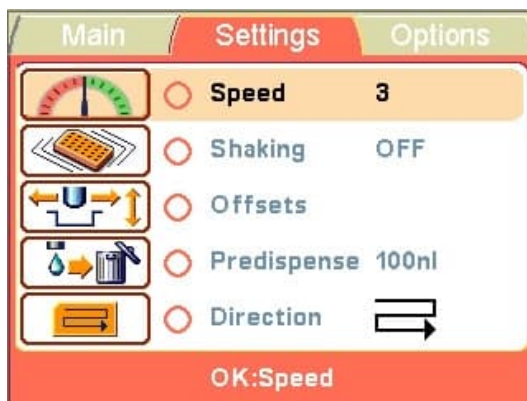 Main Settings Options
Speed 3
Shaking OFF
Offsets
Predispense 100nl
Direction
OK:Speed